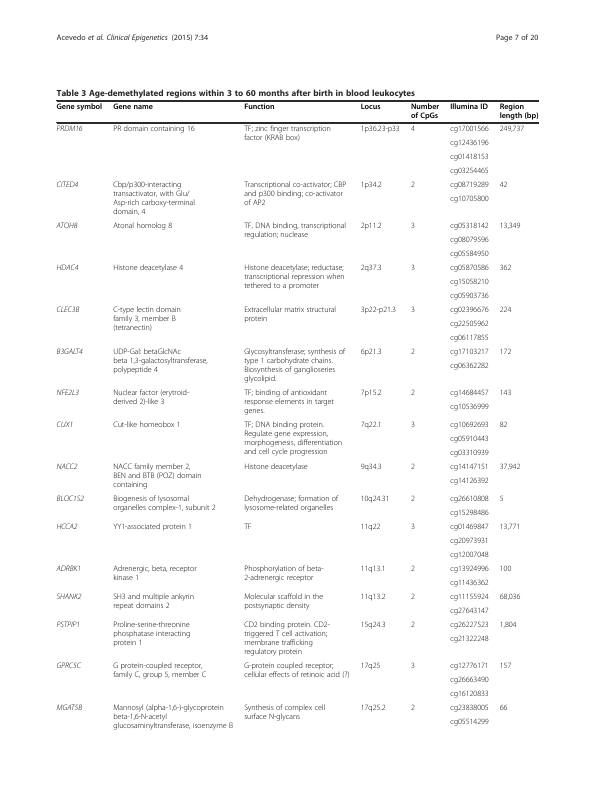 Acevedo et al. Clinical Epigenetics (2015) 7:34
Page 7 of 20
Table 3 Age-demethylated regions within 3 to 60 months after birth in blood leukocytes
Gene symbol Gene name Function Locus Number of CpGs Illumina ID Region length (bp)
PRDM16 PR domain containing 16 TF; zinc finger transcription 1p36.23-p33 4 cg17001566 249,737
factor (KRAB box)
cg12436196
cg01418153
cg03254465
CITED4 Cbp/p300-interacting Transcriptional co-activator; CBP 1p34.2 2 cg08719289 42
transactivator, with Glu/ and p300 binding; co-activator
Asp-rich carboxy-terminal of AP2 cg10705800
domain, 4
ATOH8 Atonal homolog 8 TF, DNA binding, transcriptional 2p11.2 3 cg05318142 13,349
regulation; nuclease
cg08079596
cg05584950
HDAC4 Histone deacetylase 4 Histone deacetylase; reductase; 2q37.3 3 cg05870586 362
transcriptional repression when
tethered to a promoter cg15058210
cg05903736
CLEC3B C-type lectin domain Extracellular matrix structural 3p22-p21.3 3 cg02396676 224
family 3, member B protein
(tetranectin) cg22505962
cg06117855
B3GALT4 UDP-Gal: betaGlcNAc Glycosyltransferase; synthesis of 6p21.3 2 cg17103217 172
beta 1,3-galactosyltransferase, type 1 carbohydrate chains.
polypeptide 4 Biosynthesis of ganglioseries cg06362282
glycolipid.
NFE2L3 Nuclear factor (erytroid- TF; binding of antioxidant 7p15.2 2 cg14684457 143
derived 2)-like 3 response elements in target
genes. cg10536999
CUX1 Cut-like homeobox 1 TF; DNA binding protein. 7q22.1 3 cg10692693 82
Regulate gene expression,
morphogenesis, differentiation cg05910443
and cell cycle progression cg03310939
NACC2 NACC family member 2, Histone deacetylase 9q34.3 2 cg14147151 37,942
BEN and BTB (POZ) domain
containing cg14126392
BLOC1S2 Biogenesis of lysosomal Dehydrogenase; formation of 10q24.31 2 cg26610808 5
organelles complex-1, subunit 2 lysosome-related organelles
cg15298486
HCCA2 YY1-associated protein 1 TF 11q22 3 cg01469847 13,771
cg20973931
cg12007048
ADRBK1 Adrenergic, beta, receptor Phosphorylation of beta- 11q13.1 2 cg13924996 100
kinase 1 2-adrenergic receptor
cg11436362
SHANK2 SH3 and multiple ankyrin Molecular scaffold in the 11q13.2 2 cg11155924 68,036
repeat domains 2 postsynaptic density
cg27643147
PSTPIP1 Proline-serine-threonine CD2 binding protein. CD2- 15q24.3 2 cg26227523 1,804
phosphatase interacting triggered T cell activation;
protein 1 membrane trafficking cg21322248
regulatory protein
GPRC5C G protein-coupled receptor, G-protein coupled receptor; 17q25 3 cg12776171 157
family C, group 5, member C cellular effects of retinoic acid (?)
cg26663490
cg16120833
MGAT5B Mannosyl (alpha-1,6-)-glycoprotein Synthesis of complex cell 17q25.2 2 cg23838005 66
beta-1,6-N-acetyl surface N-glycans
glucosaminyltransferase, isoenzyme B cg05514299